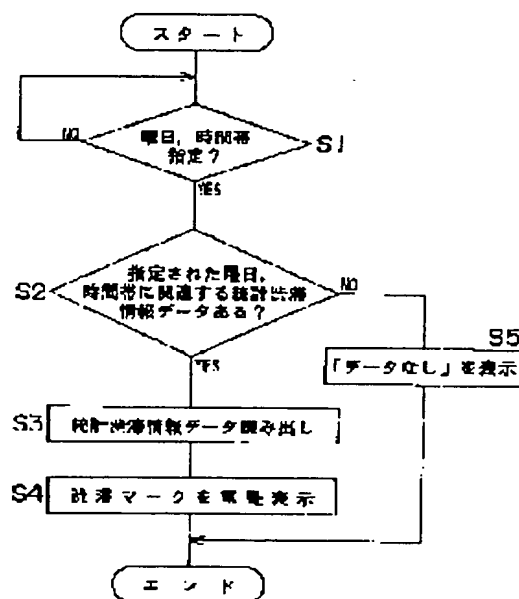 スタート
NO
曜日，時間帯
指定？
S1
YES
S2
指定された曜日，
時間帯に関連する統計渋滞
情報データある？
NO
YES
S5
「データなし」を表示
S3
統計渋滞情報データ読み出し
S4
渋滞マークを
表示
エンド